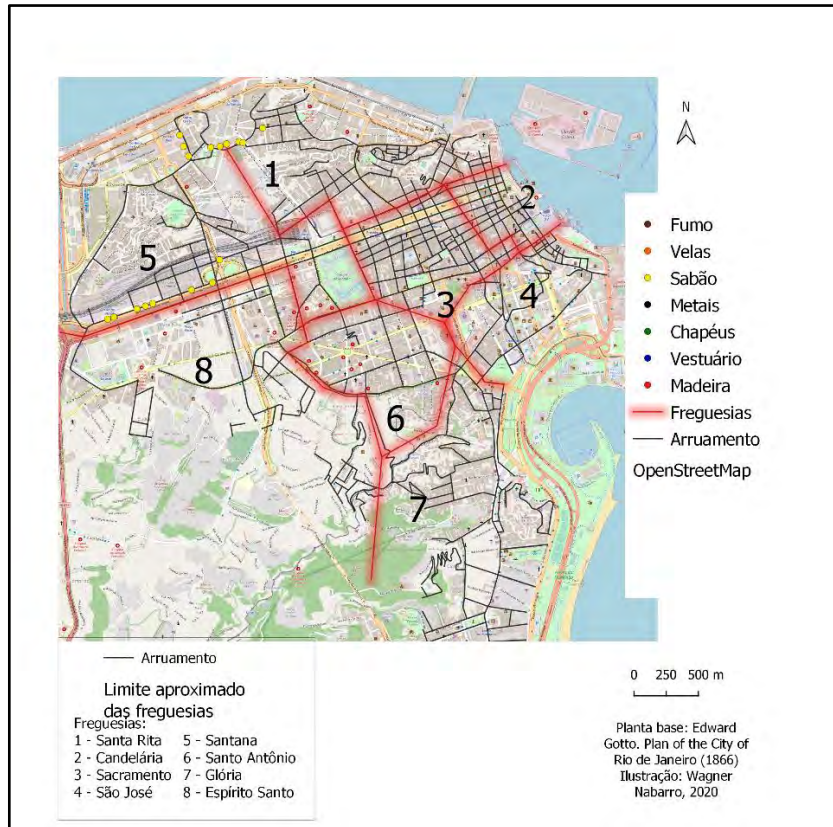 N
1
2
5
3
4
8
6
7
Fumo
Velas
Sabão
Metais
Chapéus
Vestuário
Madeira
Freguesias
Arruamento
OpenStreetMap
Arruamento
Limite aproximado
das freguesias
Freguesias:
1 - Santa Rita 5 - Santana
2 - Candelária 6 - Santo Antônio
3 - Sacramento 7 - Glória
4 - São José 8 - Espírito Santo
0 250 500 m
Planta base: Edward
Gotto. Plan of the City of
Rio de Janeiro (1866)
Ilustração: Wagner
Nabarro, 2020